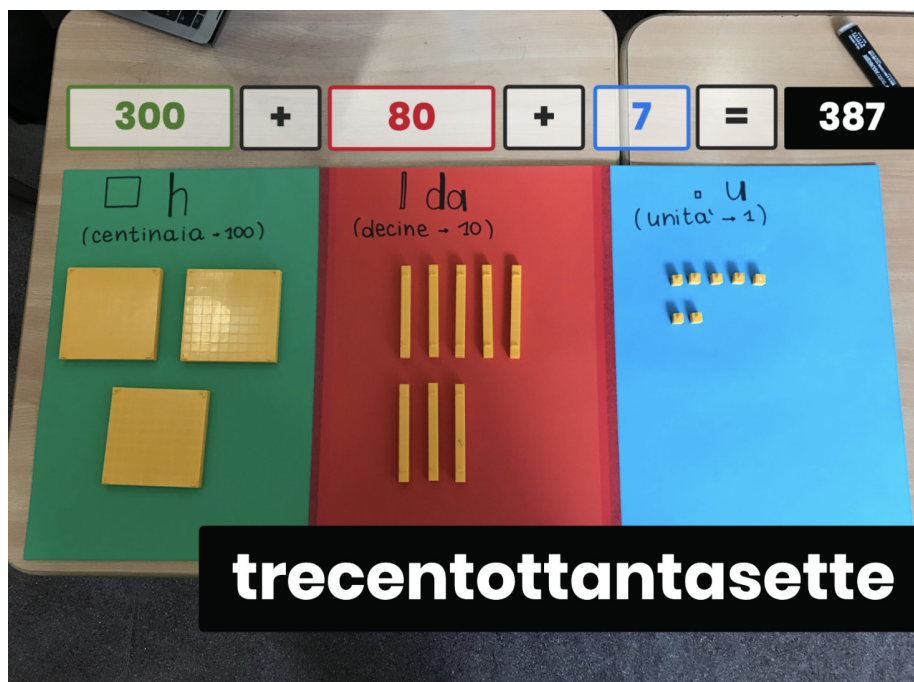 300 + 80 + 7 = 387
h
(centinaia → 100)
da
(decine → 10)
u
(unita' → 1)
trecentottantasette